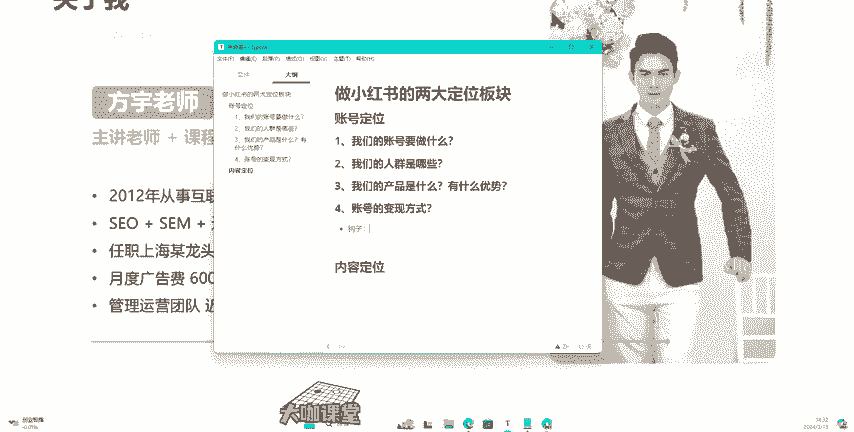 关于我
方宇老师
主讲老师 + 课程
• 2012年从事互联
• SEO + SEM +
• 任职上海某龙头
• 月度广告费 600
• 管理运营团队 近
文件 大纲
做小红书的两大定位板块
账号定位
1、我们的账号要做什么?
2、我们的人群是哪些?
3、我们的产品是什么?有
什么优势?
4、账号的变现方式?
内容定位
做小红书的两大定位板块
账号定位
1、我们的账号要做什么?
2、我们的人群是哪些?
3、我们的产品是什么?有什么优势?
4、账号的变现方式?
• 钩子:
内容定位
大咖课堂